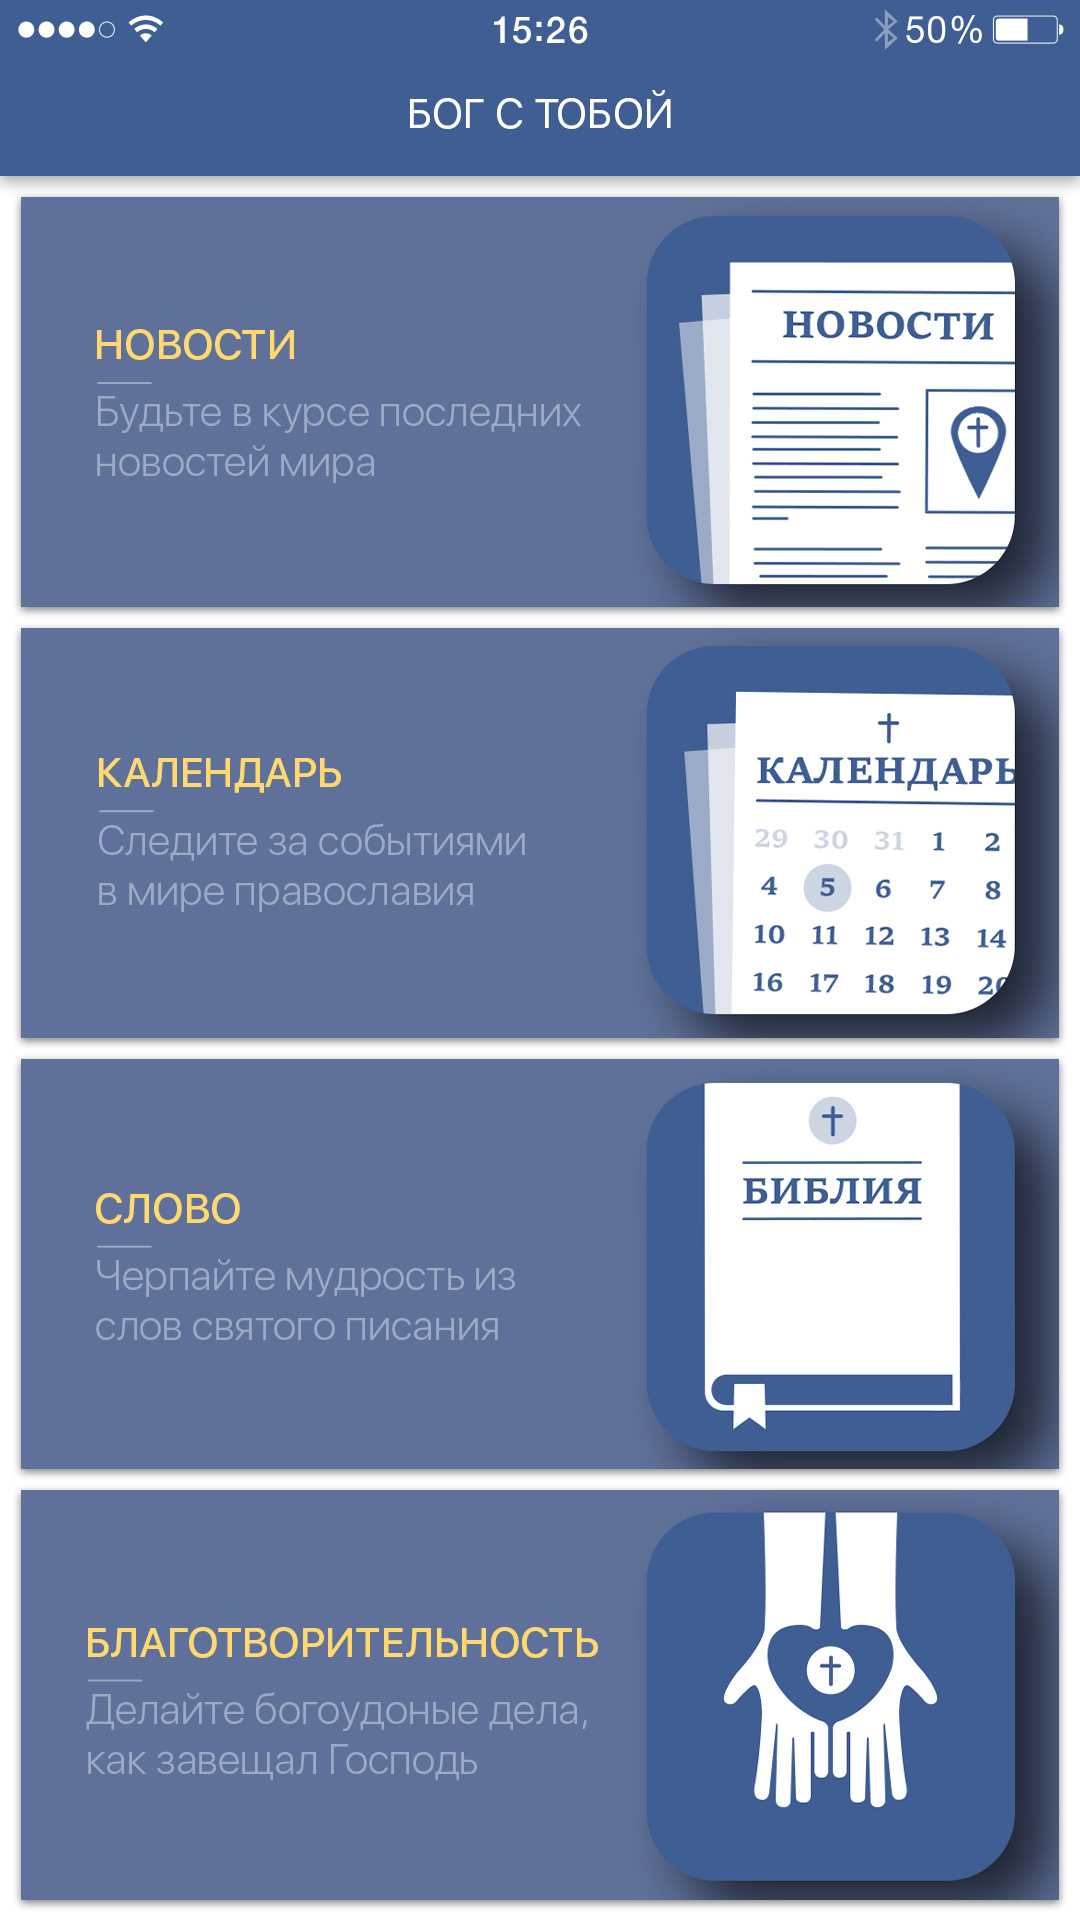 15:26
50%
БОГ С ТОБОЙ
НОВОСТИ
Будьте в курсе последних
новостей мира
НОВОСТИ
КАЛЕНДАРЬ
Следите за событиями
в мире православия
КАЛЕНДАРЬ
29 30 31 1 2
4 5 6 7 8
10 11 12 13 14
16 17 18 19 20
СЛОВО
Черпайте мудрость из
слов святого писания
БИБЛИЯ
БЛАГОТВОРИТЕЛЬНОСТЬ
Делайте богоудоные дела,
как завещал Господь